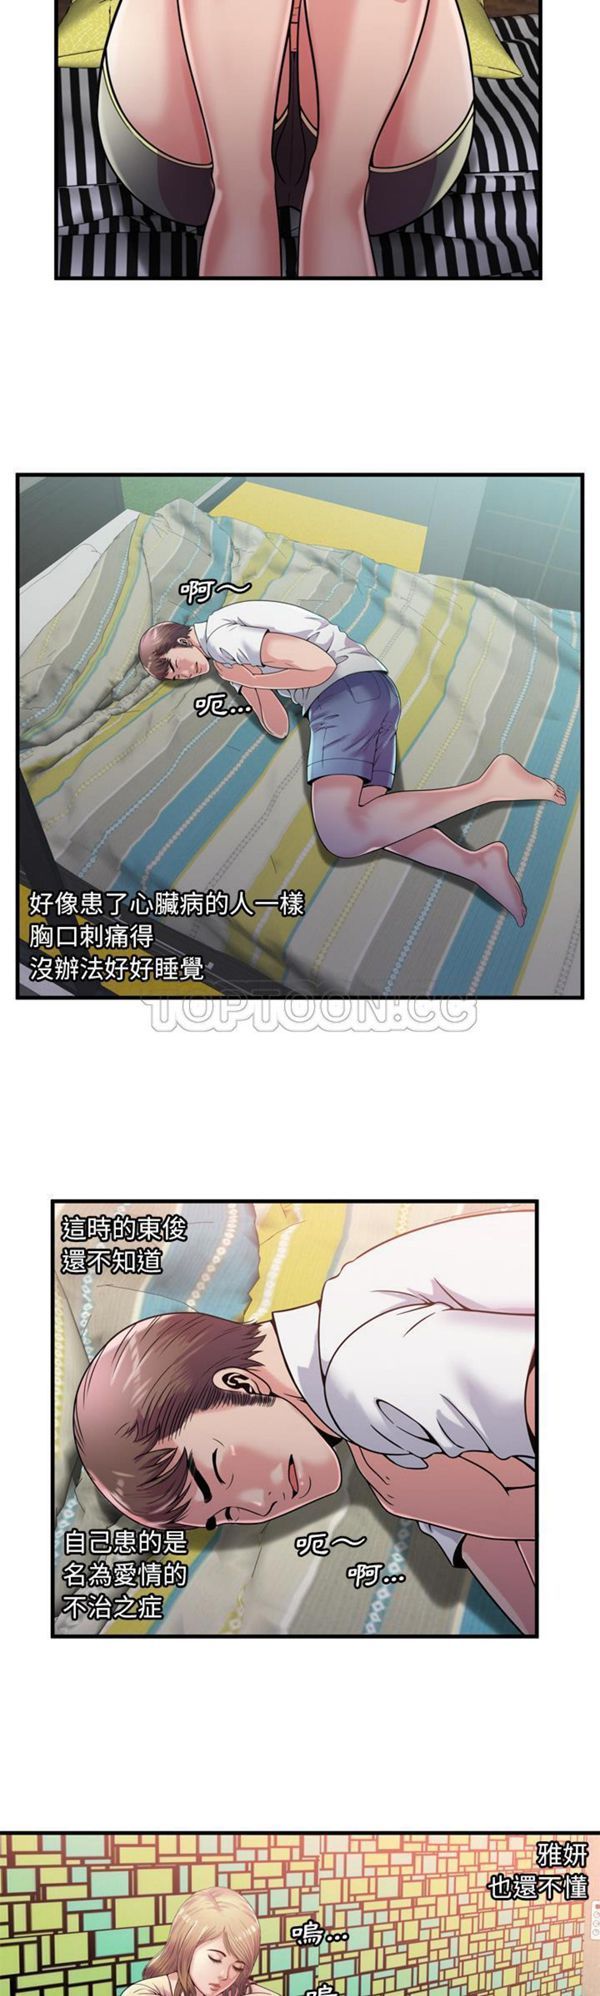 啊～
呃...
好像患了心臟病的人一樣
胸口刺痛得
沒辦法好好睡覺
TOPTOON.CC
這時的東俊
還不知道
自己患的是
名為愛情的
不治之症
呃～
啊...
雅妍
也還不懂
嗚...
嗚